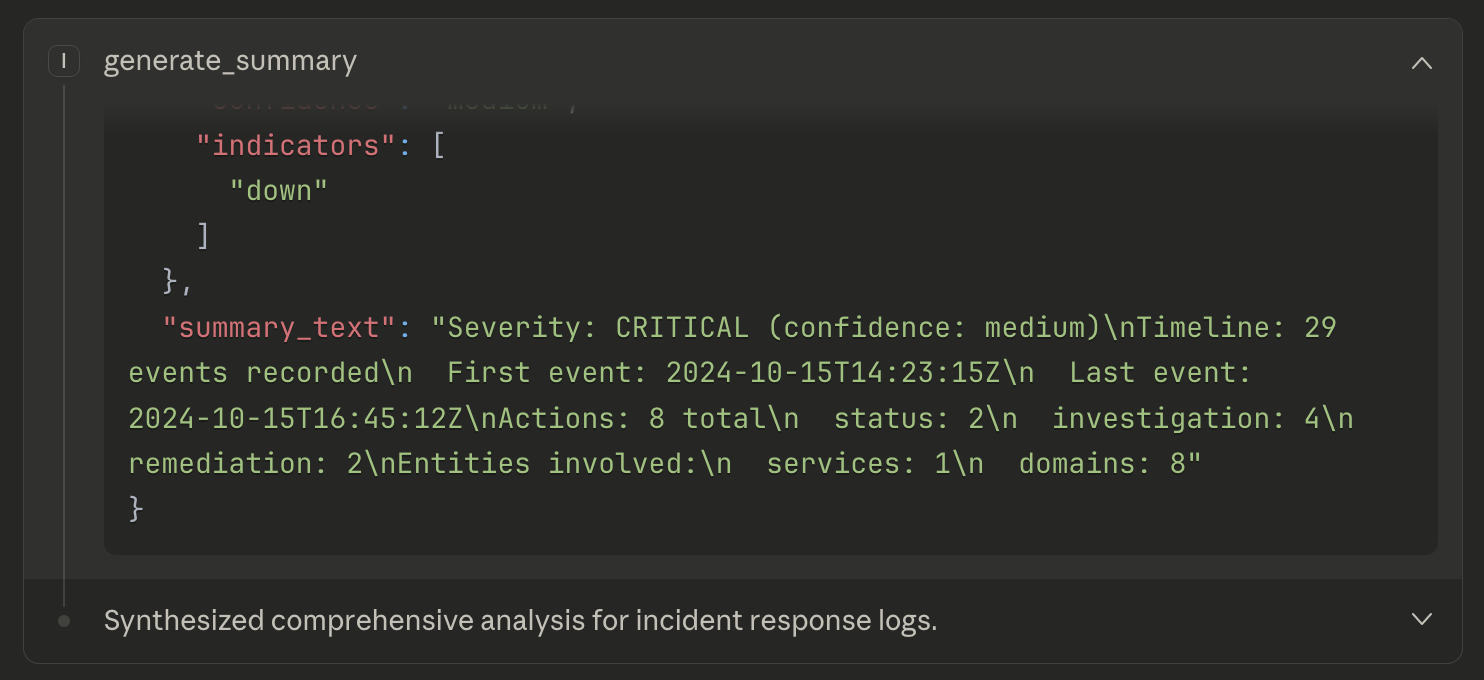 I generate_summary
"confidence": "medium",
"indicators": [
"down"
]
},
"summary_text": "Severity: CRITICAL (confidence: medium)\nTimeline: 29
events recorded\n  First event: 2024-10-15T14:23:15Z\n  Last event:
2024-10-15T16:45:12Z\nActions: 8 total\n  status: 2\n  investigation: 4\n
remediation: 2\nEntities involved:\n  services: 1\n  domains: 8"
}
Synthesized comprehensive analysis for incident response logs.